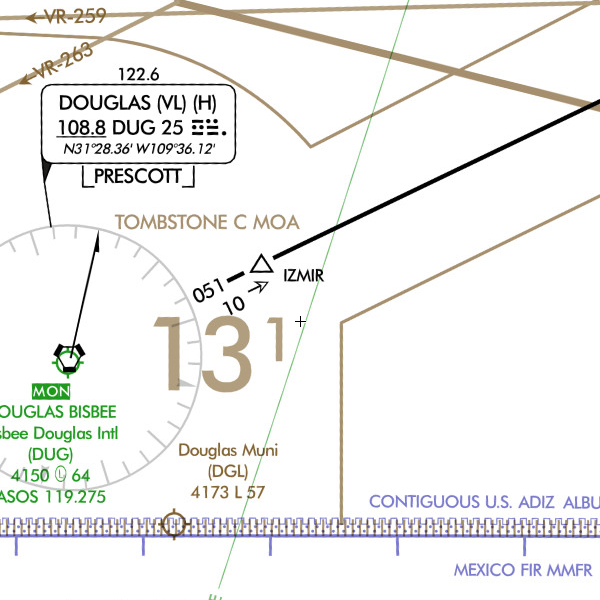 VR-259
VR-263
122.6
DOUGLAS (VL) (H)
108.8 DUG 25
N31°28.36' W109°36.12'
PRESCOTT
TOMBSTONE C MOA
IZMIR
051
10
13 1
MON
OUGLAS BISBEE
sbee Douglas Intl
(DUG)
4150 L 64
ASOS 119.275
Douglas Muni
(DGL)
4173 L 57
CONTIGUOUS U.S. ADIZ ALBU
MEXICO FIR MMFR